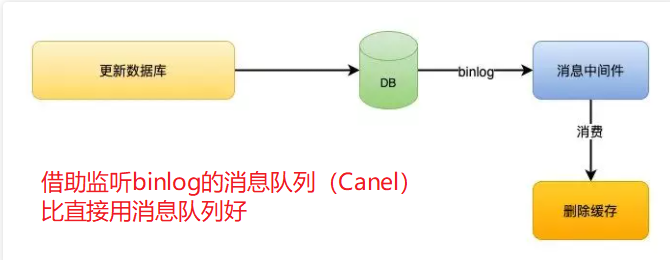 更新数据库
DB
binlog
消息中间件
消费
删除缓存
借助监听binlog的消息队列（Canel）
比直接用消息队列好